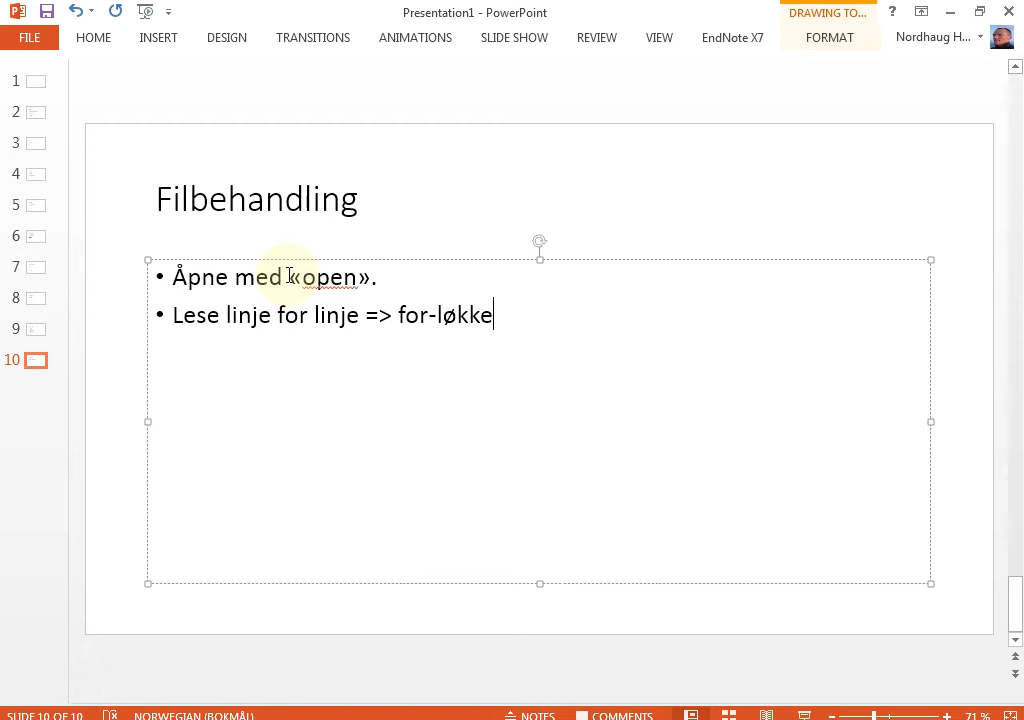 Presentation1 - PowerPoint
DRAWING TO...
?
FILE
HOME
INSERT
DESIGN
TRANSITIONS
ANIMATIONS
SLIDE SHOW
REVIEW
VIEW
EndNote X7
FORMAT
Nordhaug H...
1
2
3
4
5
6
7
8
9
10
Filbehandling
• Åpne med «open».
• Lese linje for linje => for-løkke
SLIDE 10 OF 10
NORWEGIAN (BOKMÅL)
NOTES
COMMENTS
71 %